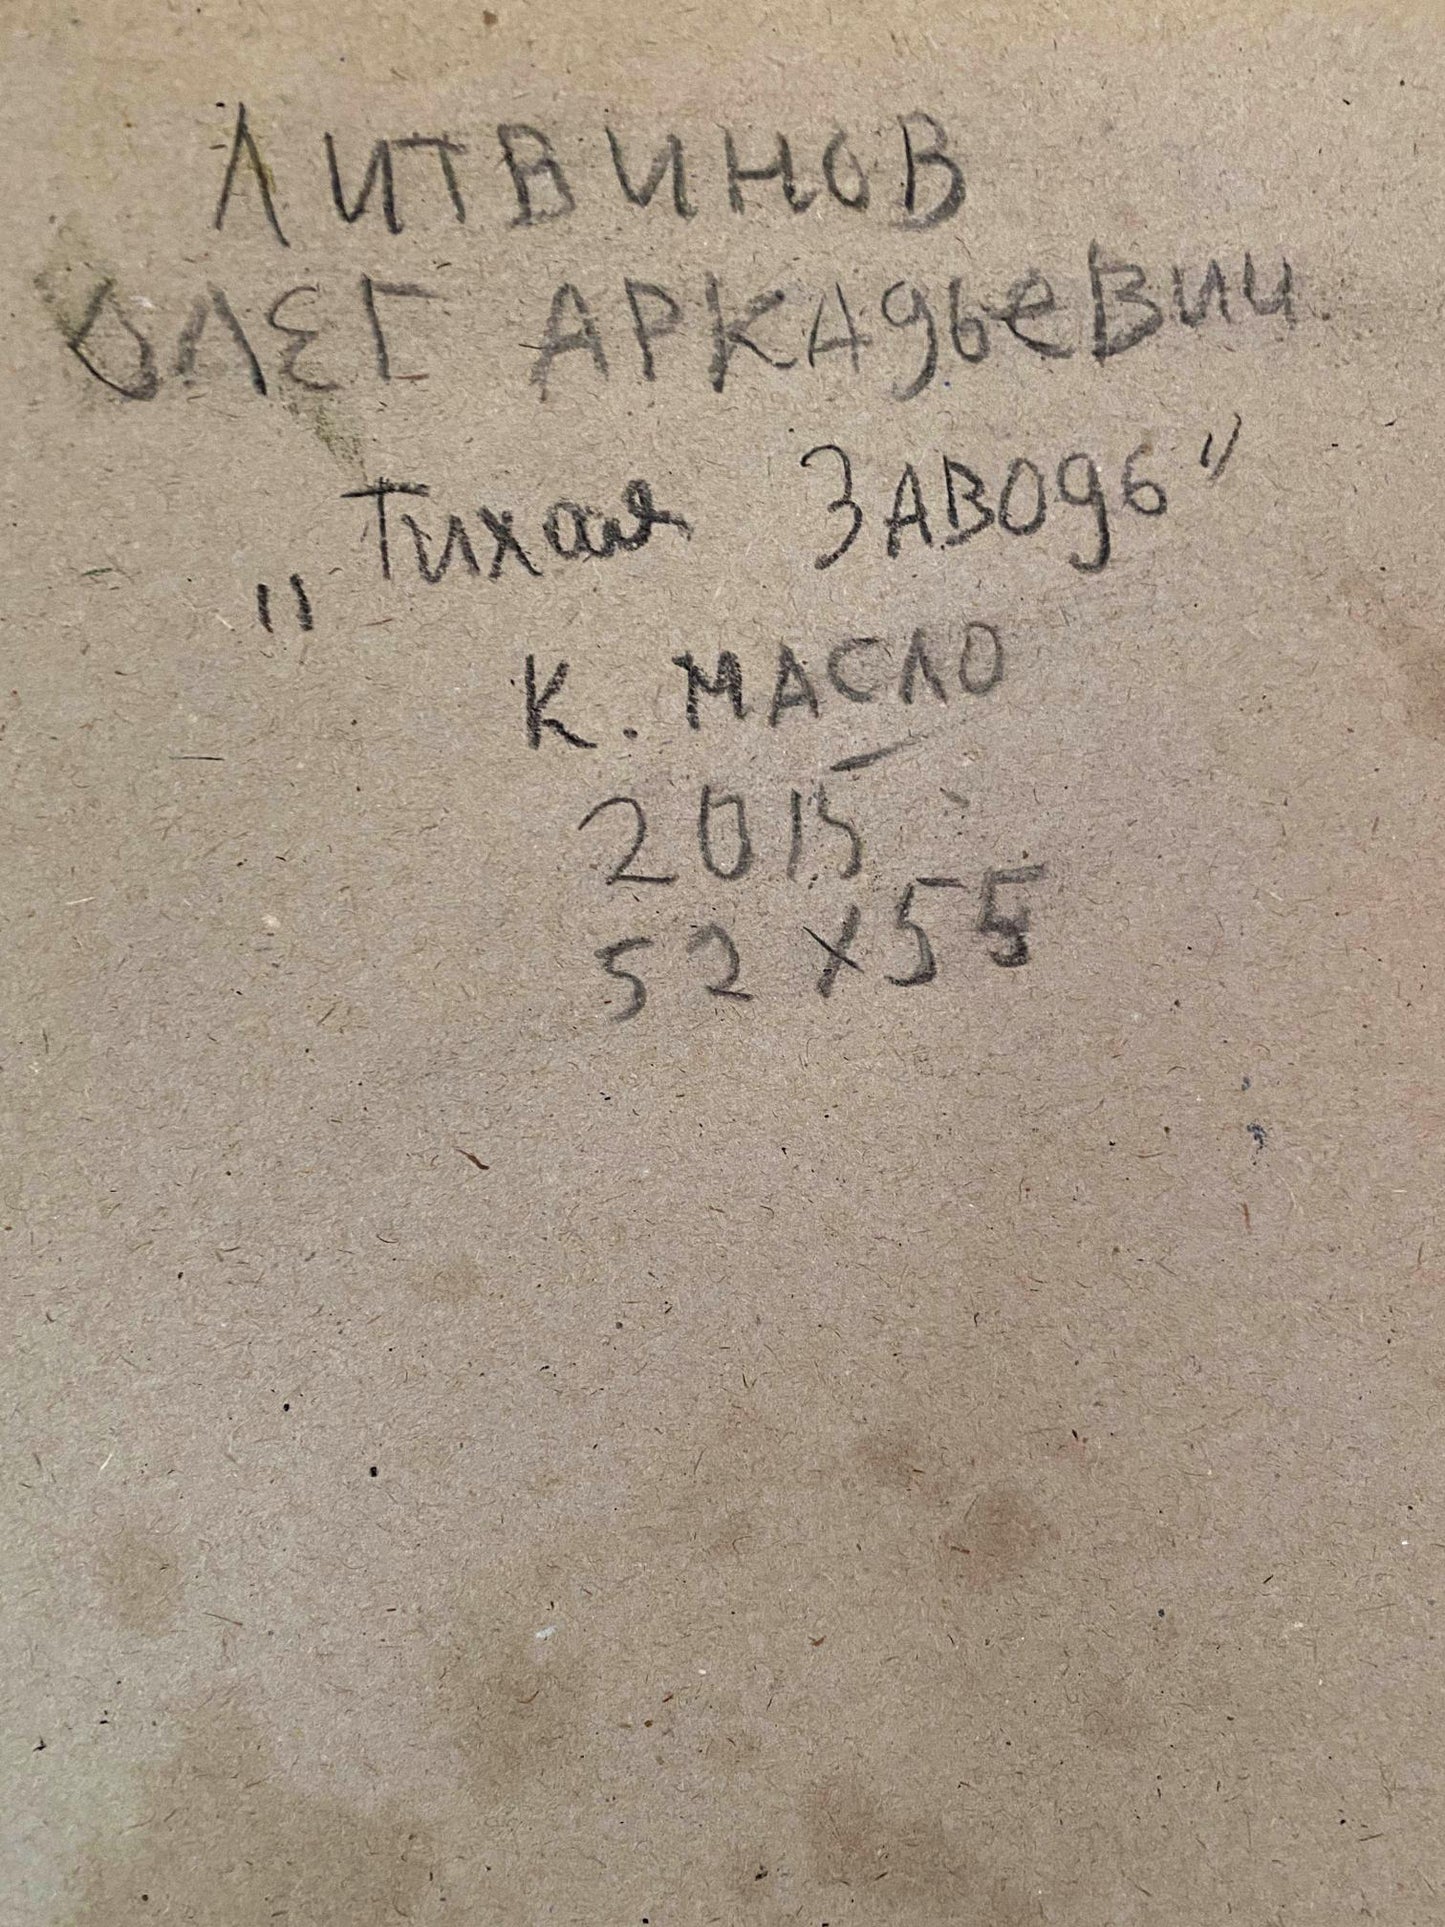 ЛИТВИНОВ
ОЛЕГ АРКАДЬЕВИЧ
„Тихая ЗАВОДЬ"
К. МАСЛО
2015
52 x 55